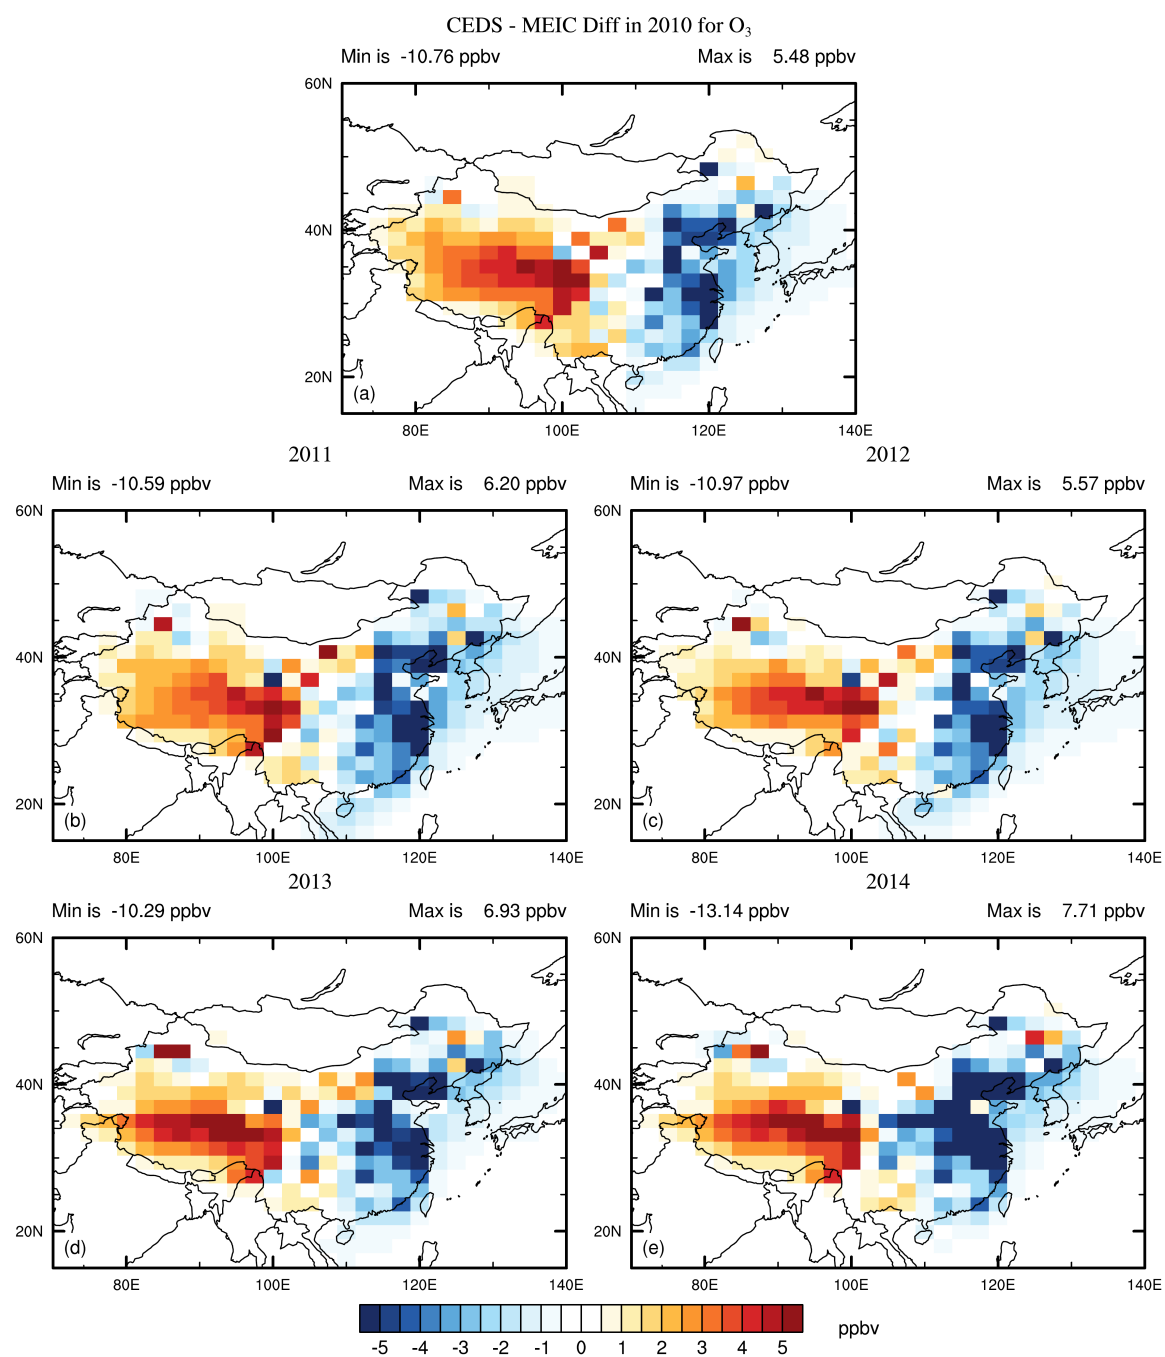 CEDS - MEIC Diff in 2010 for O₃
Min is -10.76 ppbv Max is 5.48 ppbv
60N
40N
20N
(a)
80E 100E 120E 140E
2011 2012
Min is -10.59 ppbv Max is 6.20 ppbv Min is -10.97 ppbv Max is 5.57 ppbv
60N 60N
40N 40N
20N 20N
(b) (c)
80E 100E 120E 140E 80E 100E 120E 140E
2013 2014
Min is -10.29 ppbv Max is 6.93 ppbv Min is -13.14 ppbv Max is 7.71 ppbv
60N 60N
40N 40N
20N 20N
(d) (e)
80E 100E 120E 140E 80E 100E 120E 140E
-5 -4 -3 -2 -1 0 1 2 3 4 5 ppbv